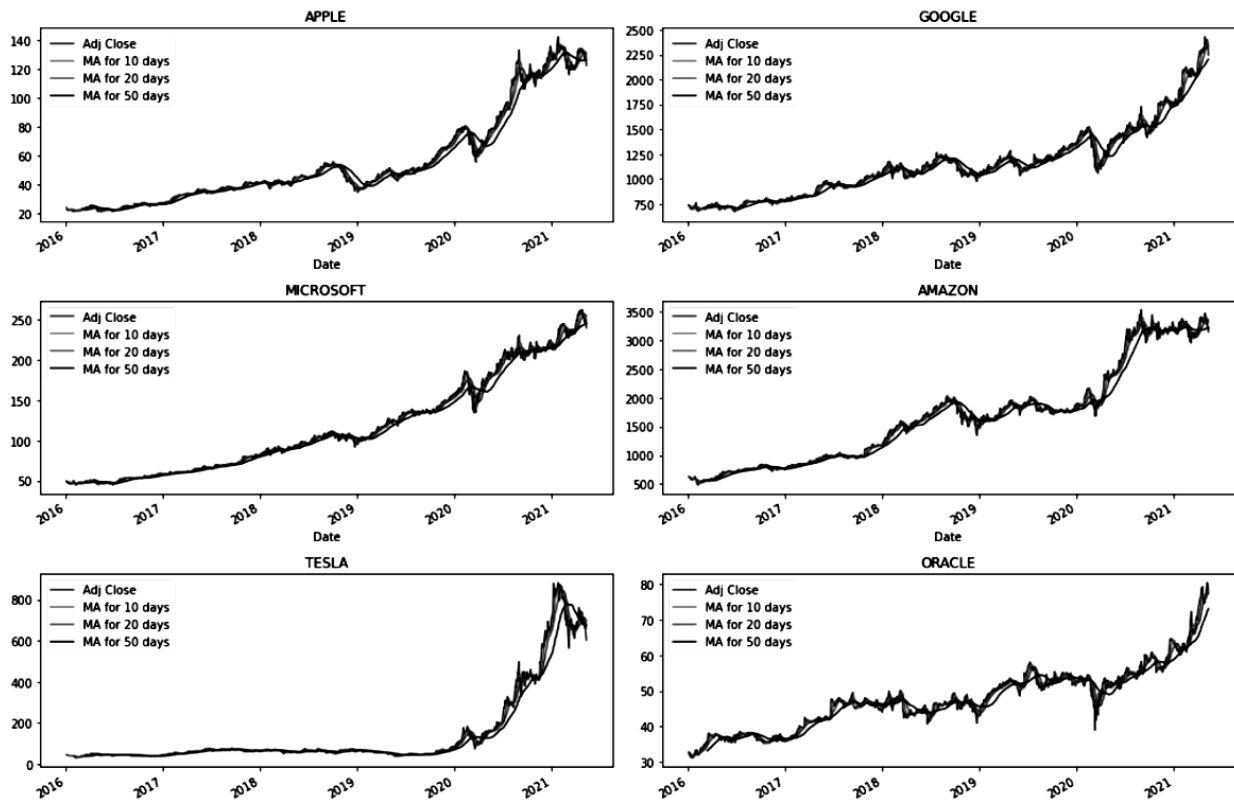 APPLE
140
120
100
80
60
40
20
Adj Close
MA for 10 days
MA for 20 days
MA for 50 days
2016
2017
2018
2019
2020
2021
Date
GOOGLE
2500
2250
2000
1750
1500
1250
1000
750
Adj Close
MA for 10 days
MA for 20 days
MA for 50 days
2016
2017
2018
2019
2020
2021
Date
MICROSOFT
250
200
150
100
50
Adj Close
MA for 10 days
MA for 20 days
MA for 50 days
2016
2017
2018
2019
2020
2021
Date
AMAZON
3500
3000
2500
2000
1500
1000
500
Adj Close
MA for 10 days
MA for 20 days
MA for 50 days
2016
2017
2018
2019
2020
2021
Date
TESLA
800
600
400
200
0
Adj Close
MA for 10 days
MA for 20 days
MA for 50 days
2016
2017
2018
2019
2020
2021
ORACLE
80
70
60
50
40
30
Adj Close
MA for 10 days
MA for 20 days
MA for 50 days
2016
2017
2018
2019
2020
2021